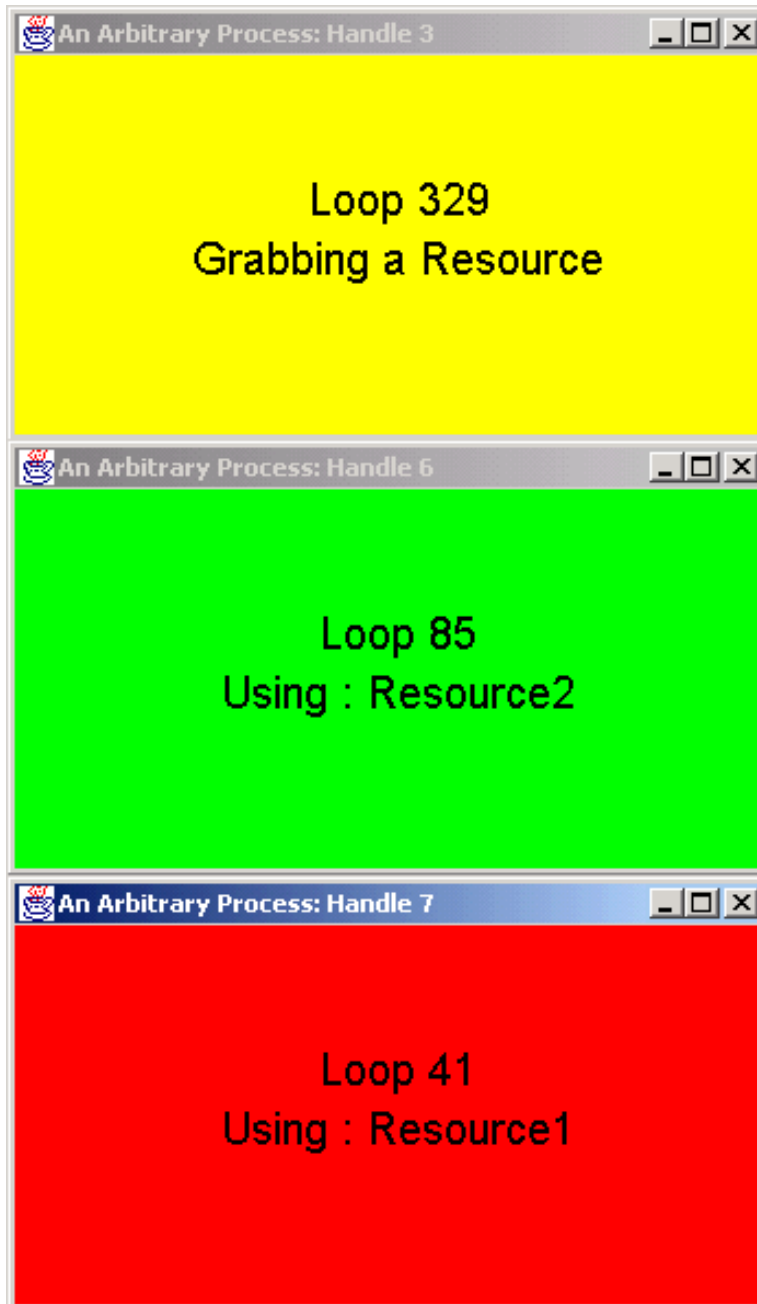 An Arbitrary Process: Handle 3
Loop 329
Grabbing a Resource
An Arbitrary Process: Handle 6
Loop 85
Using : Resource2
An Arbitrary Process: Handle 7
Loop 41
Using : Resource1